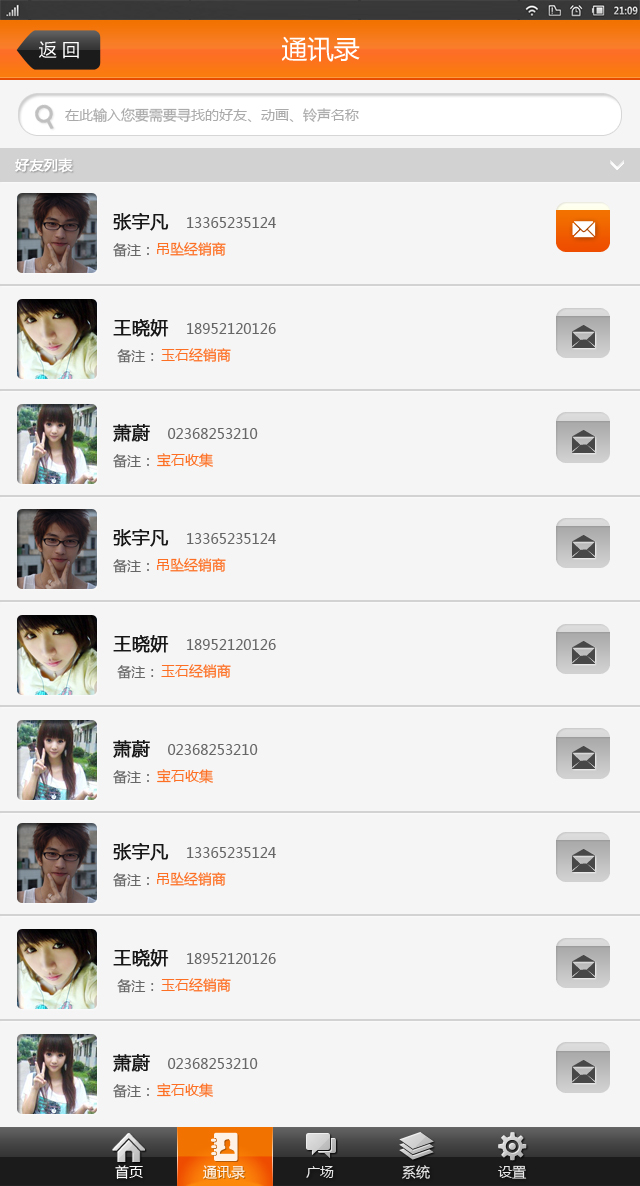 21:09
返 回
通讯录
在此输入您要需要寻找的好友、动画、铃声名称
好友列表
张宇凡 13365235124
备注：吊坠经销商
王晓妍 18952120126
备注：玉石经销商
萧蔚 02368253210
备注：宝石收集
张宇凡 13365235124
备注：吊坠经销商
王晓妍 18952120126
备注：玉石经销商
萧蔚 02368253210
备注：宝石收集
张宇凡 13365235124
备注：吊坠经销商
王晓妍 18952120126
备注：玉石经销商
萧蔚 02368253210
备注：宝石收集
首页 通讯录 广场 系统 设置